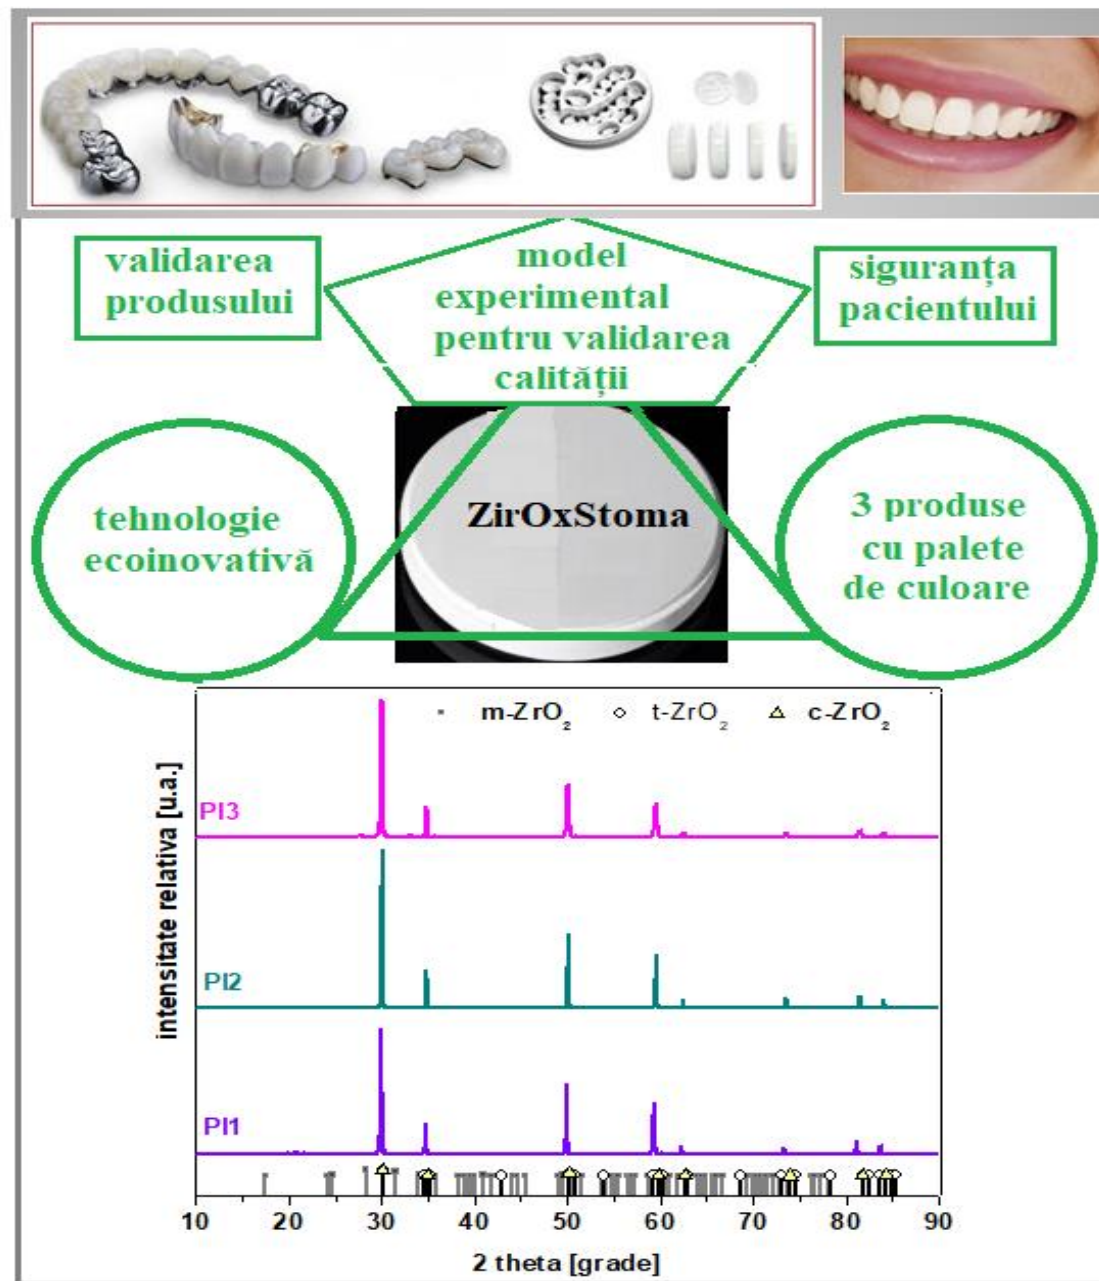 validarea
produsului
model
experimental
pentru validarea
calității
siguranța
pacientului
tehnologie
ecoinovativă
ZirOxStoma
3 produse
cu palete
de culoare
m-ZrO₂ t-ZrO₂ c-ZrO₂
intensitate relativa [u.a.]
PI3
PI2
PI1
10 20 30 40 50 60 70 80 90
2 theta [grade]